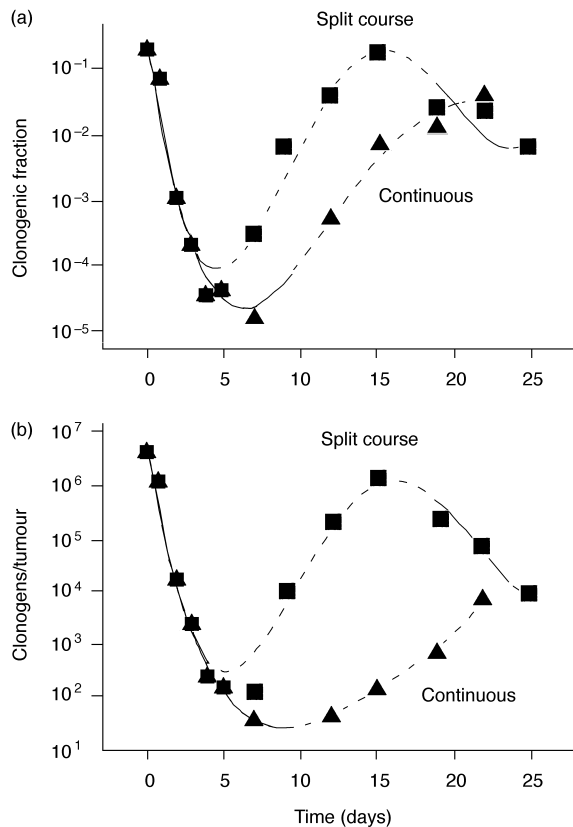 (a)
Split course
Clonogenic fraction
10⁻¹
10⁻²
10⁻³
10⁻⁴
10⁻⁵
Continuous
0 5 10 15 20 25
(b)
Split course
Clonogens/tumour
10⁷
10⁶
10⁵
10⁴
10³
10²
10¹
Continuous
0 5 10 15 20 25
Time (days)